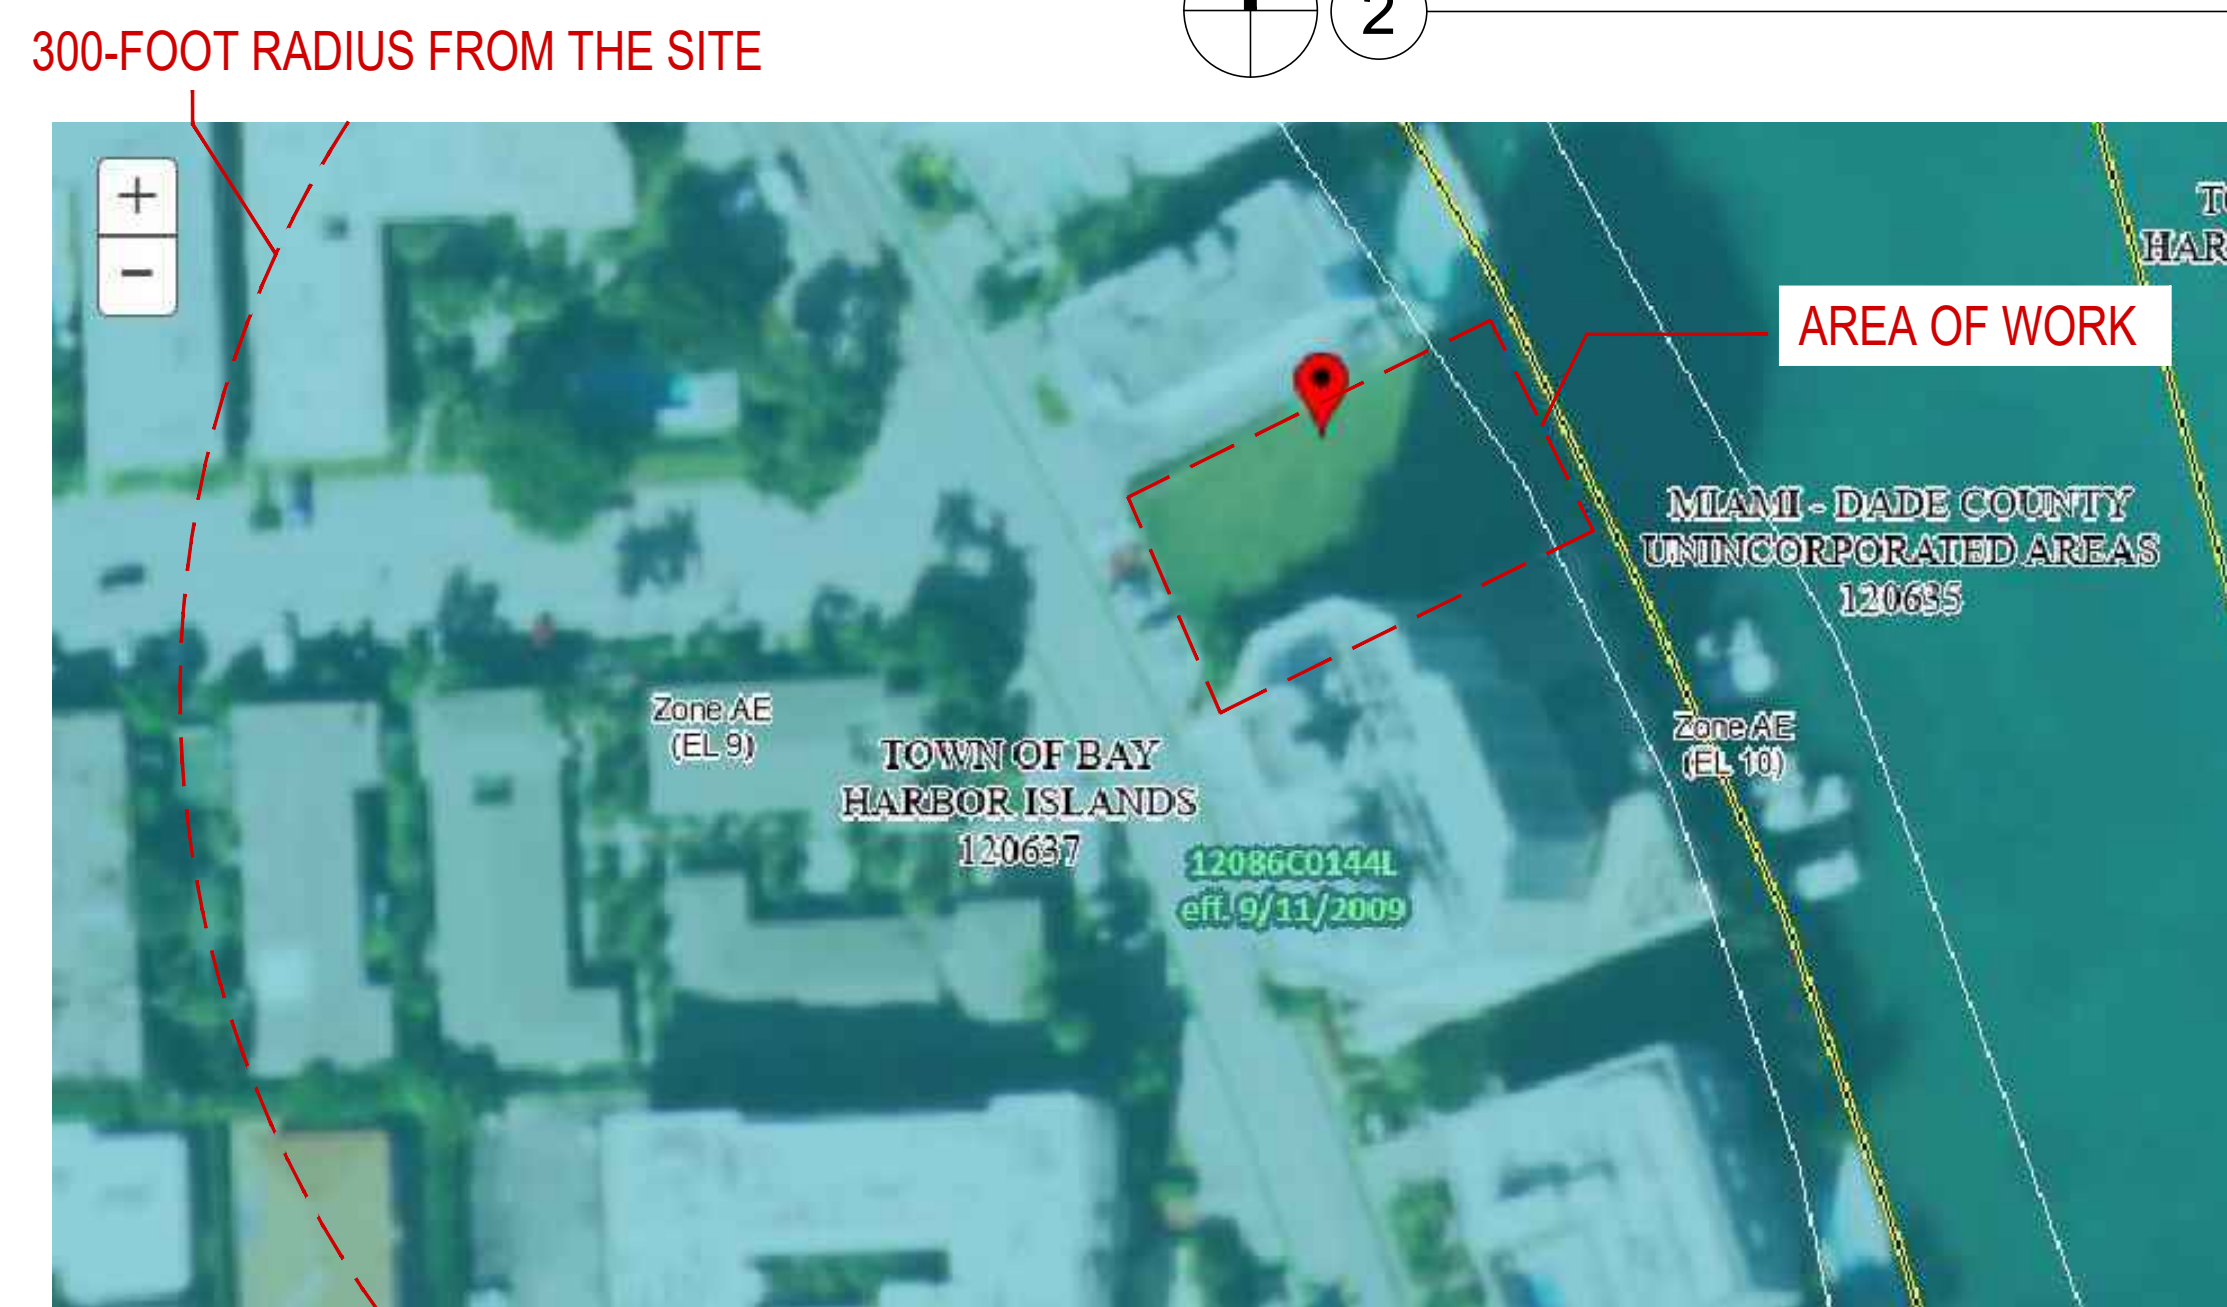 2
300-FOOT RADIUS FROM THE SITE
+
−
HAR
AREA OF WORK
MIAMI - DADE COUNTY
UNINCORPORATED AREAS
120635
Zone AE
(EL 9)
TOWN OF BAY
HARBOR ISLANDS
120637
Zone AE
(EL 10)
12086C0144L
eff. 9/11/2009